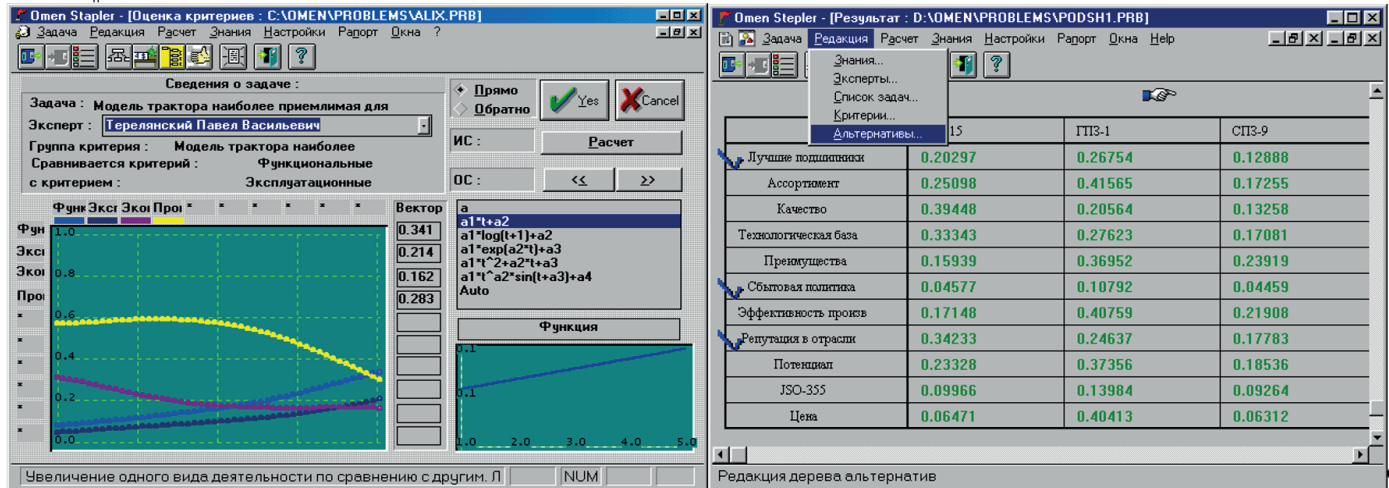 Omen Stapler - [Оценка критериев : C:\OMEN\PROBLEMS\ALIX.PRB]
Задача Редакция Расчет Знания Настройки Рапорт Окна ?
Сведения о задаче :
Задача : Модель трактора наиболее приемлимая для
Эксперт : Терелянский Павел Васильевич
Группа критерия : Модель трактора наиболее
Сравнивается критерий : Функциональные
с критерием : Эксплуатационные
Прямо
Обратно
Yes
Cancel
ИС : Расчет
ОС : << >>
Функ Эксг Экоі Проі * * * * * * Вектор
Фун
Эксі
Экоі
Проі
*
*
*
*
*
*
1.0
0.8
0.6
0.4
0.2
0.0
0.341
0.214
0.162
0.283
a
a1*t+a2
a1*log(t+1)+a2
a1*exp(a2*t)+a3
a1*t^2+a2*t+a3
a1*t^a2*sin(t+a3)+a4
Auto
Функция
0.1
0.1
1.0 2.0 3.0 4.0 5.0
Увеличение одного вида деятельности по сравнению с другим. Л NUM
Omen Stepler - [Результат : D:\OMEN\PROBLEMS\PODSH1.PRB]
Задача Редакция Расчет Знания Настройки Рапорт Окна Help
Знания...
Эксперты...
Список задач...
Критерии...
Альтернативы...
15 ГПЗ-1 СПЗ-9
Лучшие подшипники 0.20297 0.26754 0.12888
Ассортимент 0.25098 0.41565 0.17255
Качество 0.39448 0.20564 0.13258
Технологическая база 0.33343 0.27623 0.17081
Преимущества 0.15939 0.36952 0.23919
Сбытовая политика 0.04577 0.10792 0.04459
Эффективность произв 0.17148 0.40759 0.21908
Репутация в отрасли 0.34233 0.24637 0.17783
Потенциал 0.23328 0.37356 0.18536
JSO-355 0.09966 0.13984 0.09264
Цена 0.06471 0.40413 0.06312
Редакция дерева альтернатив